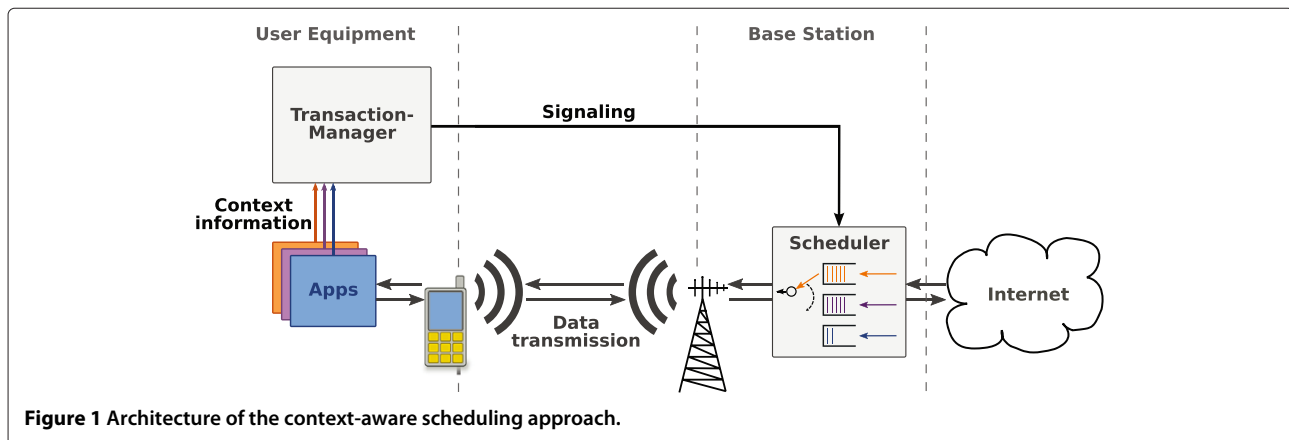 User Equipment
Base Station
Transaction-
Manager
Signaling
Context
information
Scheduler
Apps
Internet
Data
transmission
Figure 1 Architecture of the context-aware scheduling approach.